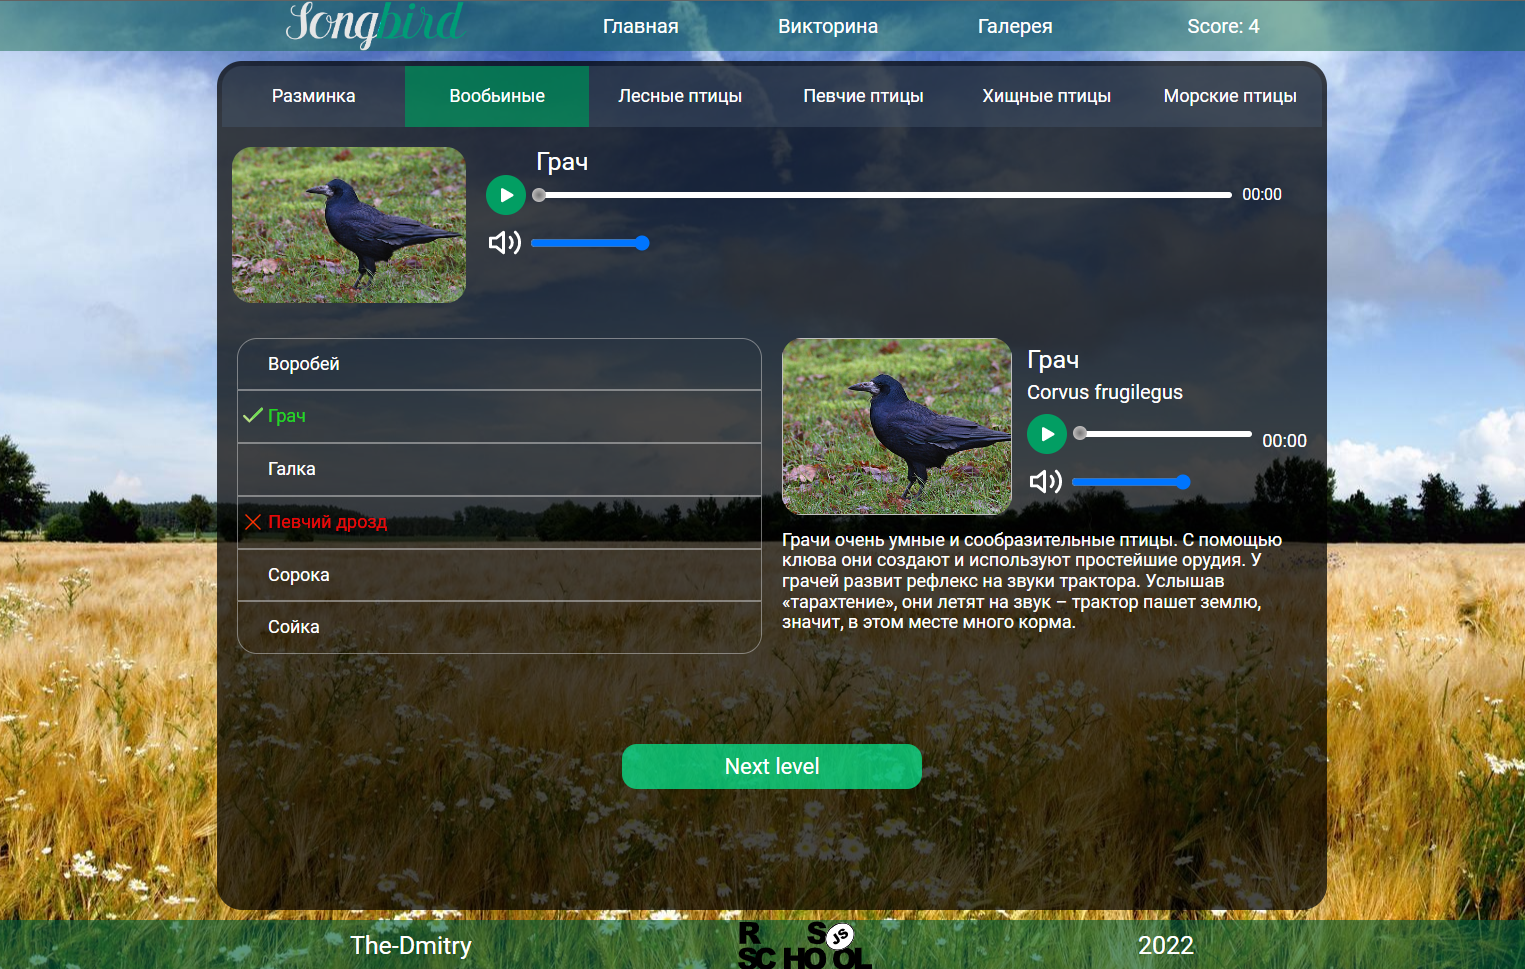 Songbird
Главная
Викторина
Галерея
Score: 4
Разминка
Вообьиные
Лесные птицы
Певчие птицы
Хищные птицы
Морские птицы
Грач
00:00
Воробей
Грач
Галка
Певчий дрозд
Сорока
Сойка
Грач
Corvus frugilegus
00:00
Грачи очень умные и сообразительные птицы. С помощью
клюва они создают и используют простейшие орудия. У
грачей развит рефлекс на звуки трактора. Услышав
«тарахтение», они летят на звук – трактор пашет землю,
значит, в этом месте много корма.
Next level
The-Dmitry
R S JS
SCHOOL
2022